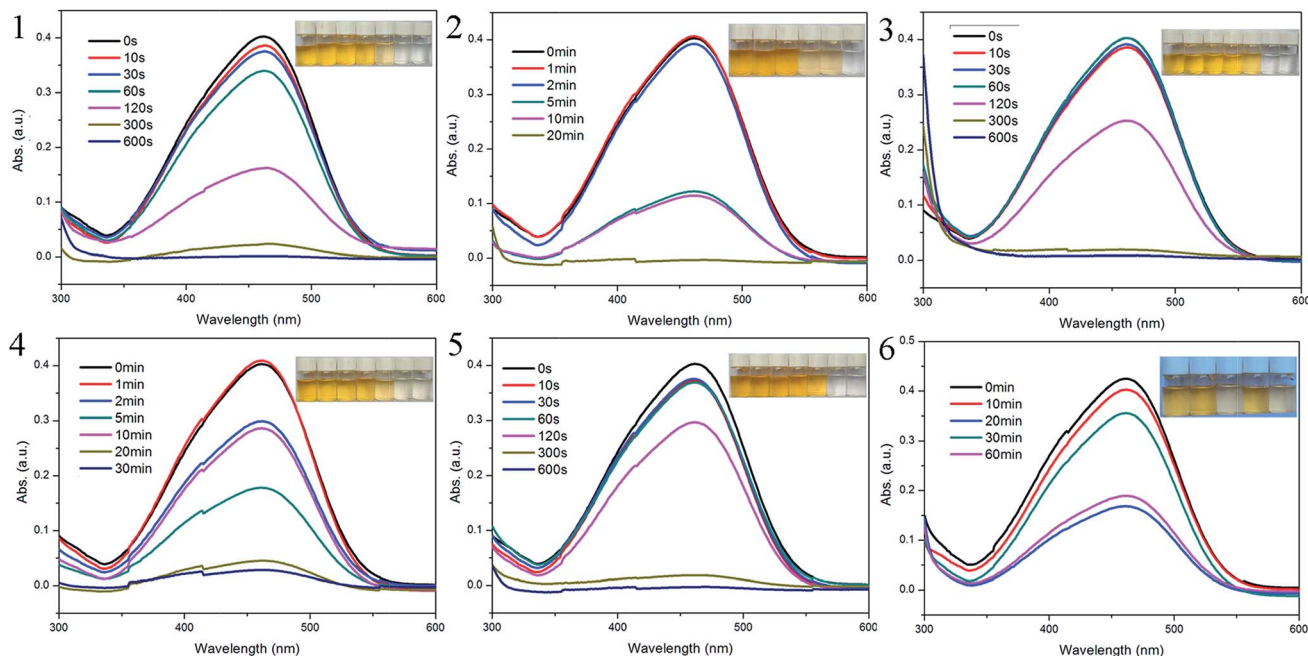 1
Abs. (a.u.)
0.4
0.3
0.2
0.1
0.0
0s
10s
30s
60s
120s
300s
600s
300
400
500
600
Wavelength (nm)
2
Abs. (a.u.)
0.4
0.3
0.2
0.1
0.0
0min
1min
2min
5min
10min
20min
300
400
500
600
Wavelength (nm)
3
Abs. (a.u.)
0.4
0.3
0.2
0.1
0.0
0s
10s
30s
60s
120s
300s
600s
300
400
500
600
Wavelength (nm)
4
Abs. (a.u.)
0.4
0.3
0.2
0.1
0.0
0min
1min
2min
5min
10min
20min
30min
300
400
500
600
Wavelength (nm)
5
Abs. (a.u.)
0.4
0.3
0.2
0.1
0.0
0s
10s
30s
60s
120s
300s
600s
300
400
500
600
Wavelength (nm)
6
Abs. (a.u.)
0.5
0.4
0.3
0.2
0.1
0.0
0min
10min
20min
30min
60min
300
400
500
600
Wavelength (nm)